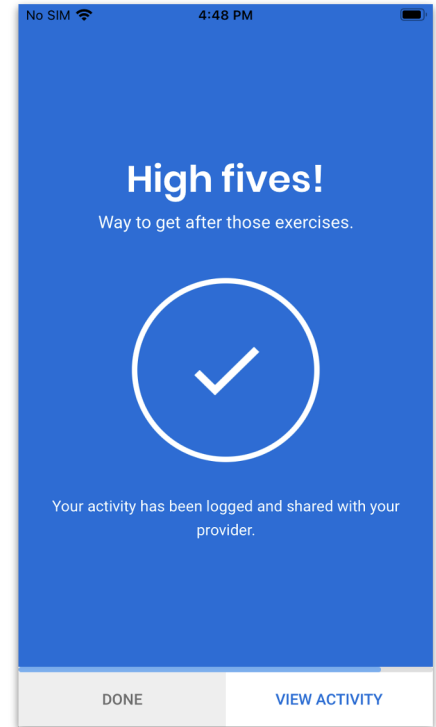 No SIM 4:48 PM
High fives!
Way to get after those exercises.
Your activity has been logged and shared with your
provider.
DONE VIEW ACTIVITY